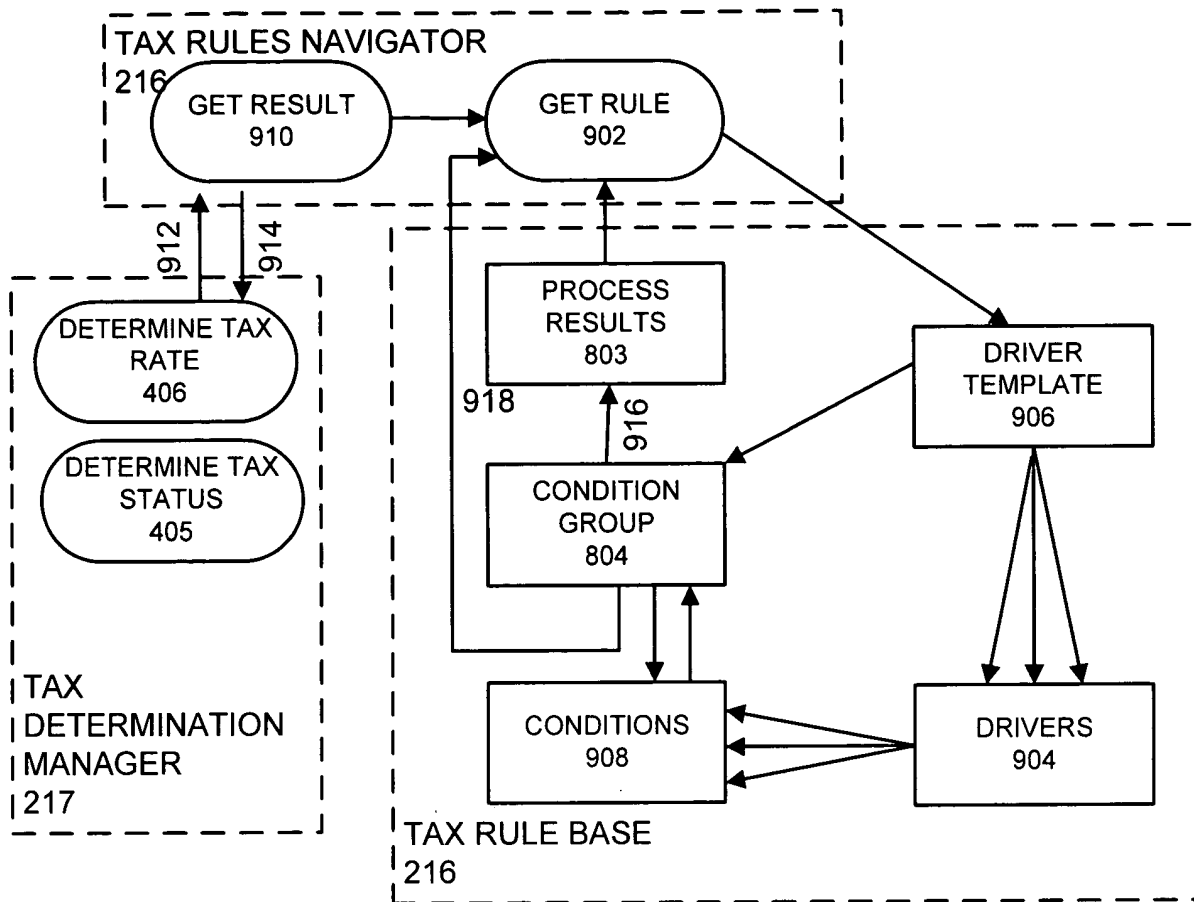 TAX RULES NAVIGATOR
216
GET RESULT
910
GET RULE
902
912
914
DETERMINE TAX
RATE
406
DETERMINE TAX
STATUS
405
TAX
DETERMINATION
MANAGER
217
PROCESS
RESULTS
803
918
916
CONDITION
GROUP
804
DRIVER
TEMPLATE
906
CONDITIONS
908
DRIVERS
904
TAX RULE BASE
216